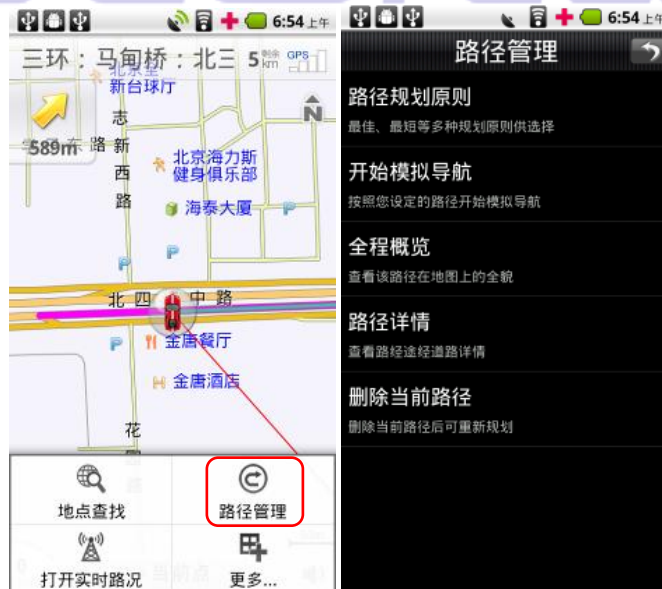 6:54 上午
三环：马甸桥：北三 5 剩余 km GPS
新台球厅
589m
志新西路
东路
N
北京海力斯
健身俱乐部
海泰大厦 P
P
P
北四 中路
P 金唐餐厅
H 金唐酒店
花
地点查找
路径管理
打开实时路况
更多...
6:54 上午
路径管理
路径规划原则
最佳、最短等多种规划原则供选择
开始模拟导航
按照您设定的路径开始模拟导航
全程概览
查看该路径在地图上的全貌
路径详情
查看路经途经道路详情
删除当前路径
删除当前路径后可重新规划